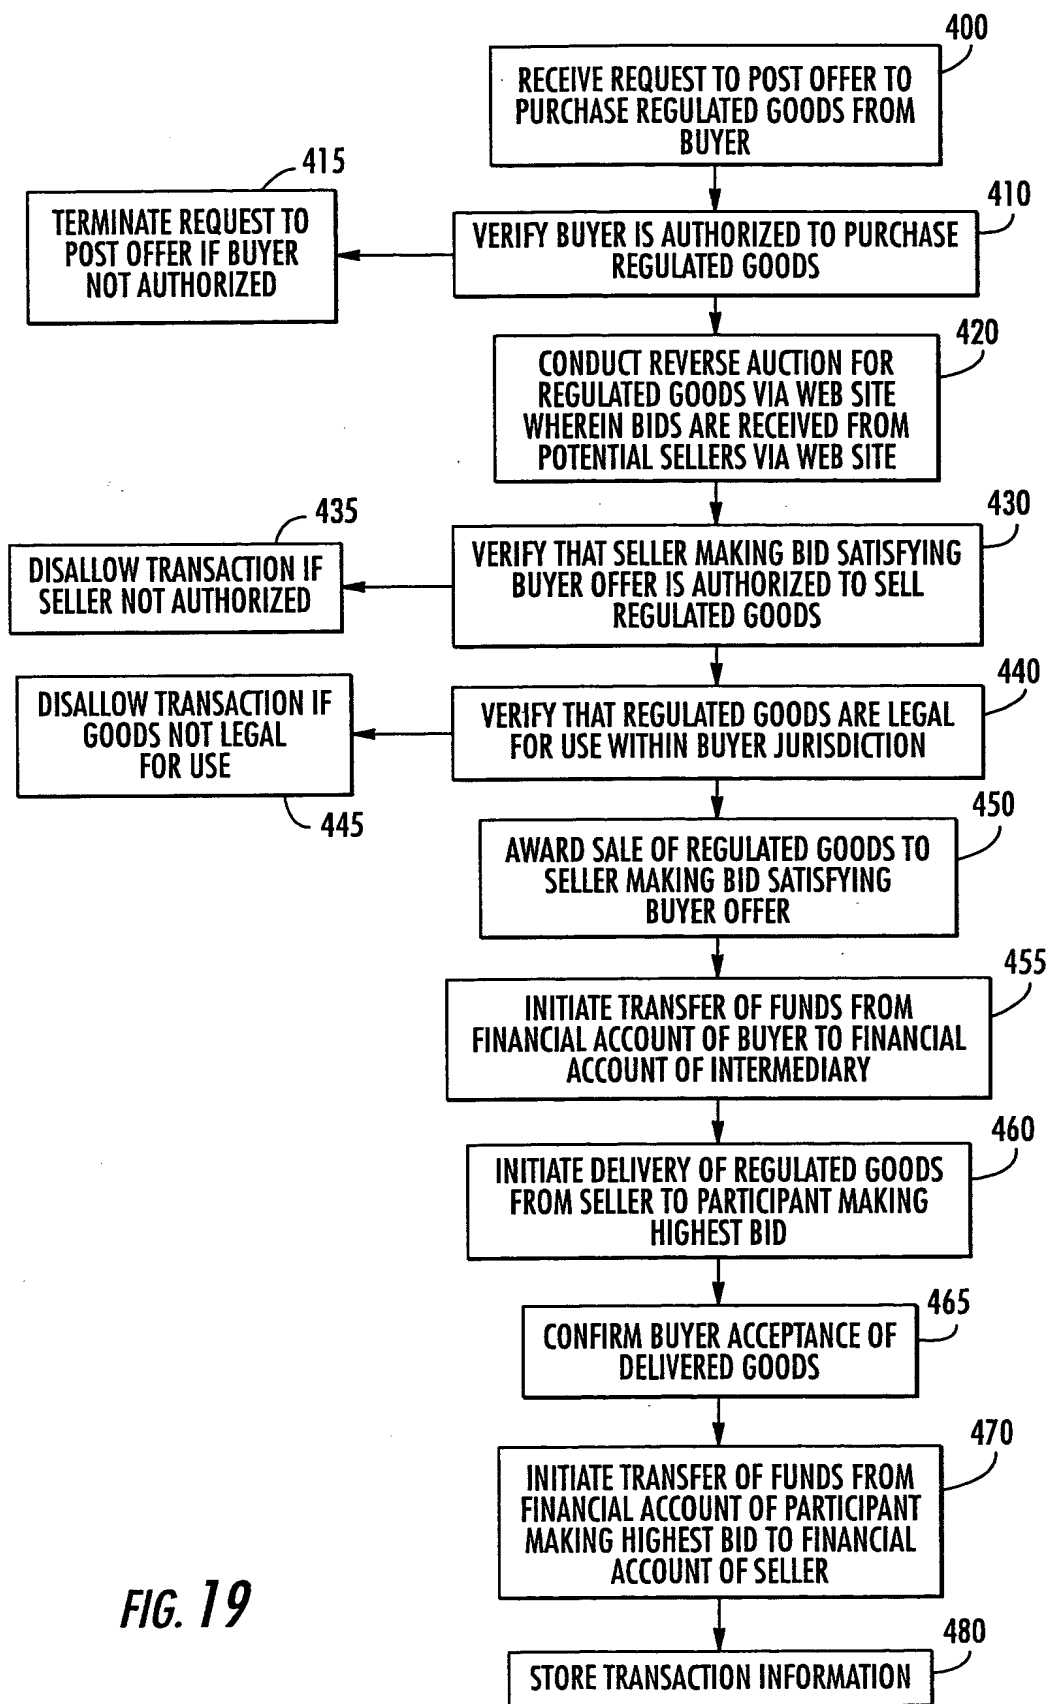 400
RECEIVE REQUEST TO POST OFFER TO
PURCHASE REGULATED GOODS FROM
BUYER
415
TERMINATE REQUEST TO
POST OFFER IF BUYER
NOT AUTHORIZED
410
VERIFY BUYER IS AUTHORIZED TO PURCHASE
REGULATED GOODS
420
CONDUCT REVERSE AUCTION FOR
REGULATED GOODS VIA WEB SITE
WHEREIN BIDS ARE RECEIVED FROM
POTENTIAL SELLERS VIA WEB SITE
435
DISALLOW TRANSACTION IF
SELLER NOT AUTHORIZED
430
VERIFY THAT SELLER MAKING BID SATISFYING
BUYER OFFER IS AUTHORIZED TO SELL
REGULATED GOODS
DISALLOW TRANSACTION IF
GOODS NOT LEGAL
FOR USE
445
440
VERIFY THAT REGULATED GOODS ARE LEGAL
FOR USE WITHIN BUYER JURISDICTION
450
AWARD SALE OF REGULATED GOODS TO
SELLER MAKING BID SATISFYING
BUYER OFFER
455
INITIATE TRANSFER OF FUNDS FROM
FINANCIAL ACCOUNT OF BUYER TO FINANCIAL
ACCOUNT OF INTERMEDIARY
460
INITIATE DELIVERY OF REGULATED GOODS
FROM SELLER TO PARTICIPANT MAKING
HIGHEST BID
465
CONFIRM BUYER ACCEPTANCE OF
DELIVERED GOODS
470
INITIATE TRANSFER OF FUNDS FROM
FINANCIAL ACCOUNT OF PARTICIPANT
MAKING HIGHEST BID TO FINANCIAL
ACCOUNT OF SELLER
480
STORE TRANSACTION INFORMATION
FIG. 19